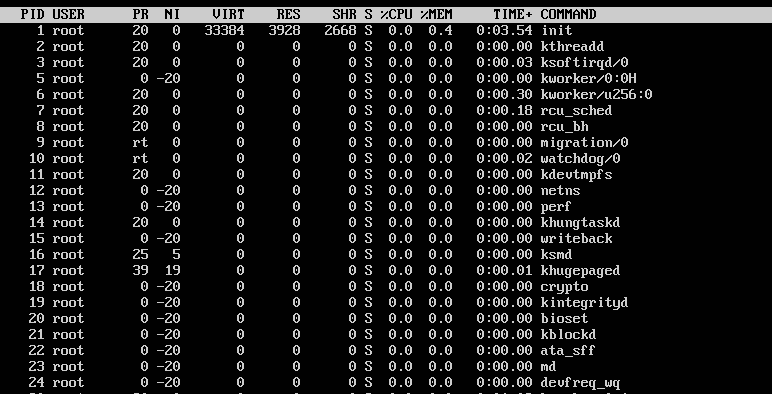 PID USER PR NI VIRT RES SHR S %CPU %MEM TIME+ COMMAND
1 root 20 0 33384 3928 2668 S 0.0 0.4 0:03.54 init
2 root 20 0 0 0 0 S 0.0 0.0 0:00.00 kthreadd
3 root 20 0 0 0 0 S 0.0 0.0 0:00.03 ksoftirqd/0
5 root 0 -20 0 0 0 S 0.0 0.0 0:00.00 kworker/0:0H
6 root 20 0 0 0 0 S 0.0 0.0 0:00.30 kworker/u256:0
7 root 20 0 0 0 0 S 0.0 0.0 0:00.18 rcu_sched
8 root 20 0 0 0 0 S 0.0 0.0 0:00.00 rcu_bh
9 root rt 0 0 0 0 S 0.0 0.0 0:00.00 migration/0
10 root rt 0 0 0 0 S 0.0 0.0 0:00.02 watchdog/0
11 root 20 0 0 0 0 S 0.0 0.0 0:00.00 kdevtmpfs
12 root 0 -20 0 0 0 S 0.0 0.0 0:00.00 netns
13 root 0 -20 0 0 0 S 0.0 0.0 0:00.00 perf
14 root 20 0 0 0 0 S 0.0 0.0 0:00.00 khungtaskd
15 root 0 -20 0 0 0 S 0.0 0.0 0:00.00 writeback
16 root 25 5 0 0 0 S 0.0 0.0 0:00.00 ksmd
17 root 39 19 0 0 0 S 0.0 0.0 0:00.01 khugepaged
18 root 0 -20 0 0 0 S 0.0 0.0 0:00.00 crypto
19 root 0 -20 0 0 0 S 0.0 0.0 0:00.00 kintegrityd
20 root 0 -20 0 0 0 S 0.0 0.0 0:00.00 bioset
21 root 0 -20 0 0 0 S 0.0 0.0 0:00.00 kblockd
22 root 0 -20 0 0 0 S 0.0 0.0 0:00.00 ata_sff
23 root 0 -20 0 0 0 S 0.0 0.0 0:00.00 md
24 root 0 -20 0 0 0 S 0.0 0.0 0:00.00 devfreq_wq